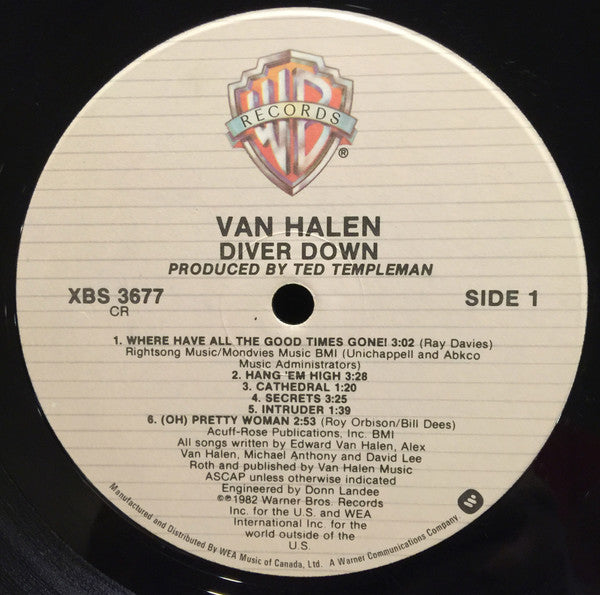 WB
RECORDS
®
VAN HALEN
DIVER DOWN
PRODUCED BY TED TEMPLEMAN
XBS 3677
CR
SIDE 1
1. WHERE HAVE ALL THE GOOD TIMES GONE! 3:02 (Ray Davies)
Rightsong Music/Mondvies Music BMI (Unichappell and Abkco
Music Administrators)
2. HANG 'EM HIGH 3:28
3. CATHEDRAL 1:20
4. SECRETS 3:25
5. INTRUDER 1:39
6. (OH) PRETTY WOMAN 2:53 (Roy Orbison/Bill Dees)
Acuff-Rose Publications, Inc. BMI
All songs written by Edward Van Halen, Alex
Van Halen, Michael Anthony and David Lee
Roth and published by Van Halen Music
ASCAP unless otherwise indicated
Engineered by Donn Landee
©℗1982 Warner Bros. Records
Inc. for the U.S. and WEA
International Inc. for the
world outside of the
U.S.
Manufactured and Distributed By WEA Music of Canada, Ltd. A Warner Communications Company